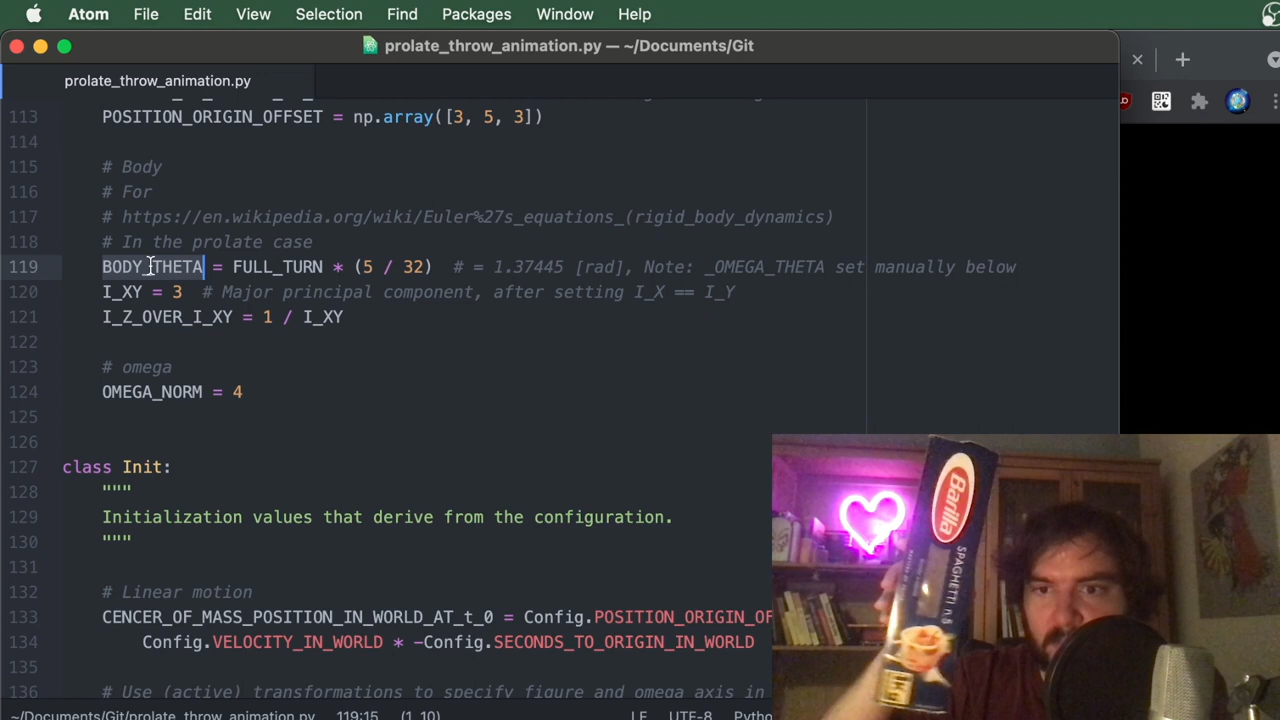 Atom File Edit View Selection Find Packages Window Help
prolate_throw_animation.py — ~/Documents/Git
prolate_throw_animation.py
113 POSITION_ORIGIN_OFFSET = np.array([3, 5, 3])
114
115 # Body
116 # For
117 # https://en.wikipedia.org/wiki/Euler%27s_equations_(rigid_body_dynamics)
118 # In the prolate case
119 BODY_THETA = FULL_TURN * (5 / 32) # = 1.37445 [rad], Note: _OMEGA_THETA set manually below
120 I_XY = 3 # Major principal component, after setting I_X == I_Y
121 I_Z_OVER_I_XY = 1 / I_XY
122
123 # omega
124 OMEGA_NORM = 4
125
126
127 class Init:
128 """
129 Initialization values that derive from the configuration.
130 """
131
132 # Linear motion
133 CENCER_OF_MASS_POSITION_IN_WORLD_AT_t_0 = Config.POSITION_ORIGIN_OF
134 Config.VELOCITY_IN_WORLD * -Config.SECONDS_TO_ORIGIN_IN_WORLD
135
136 # Use (active) transformations to specify figure and omega axis in
~/Documents/Git/prolate_throw_animation.py 119:15 (1, 10) LF UTF-8 Python
Barilla
SPAGHETTI n.5